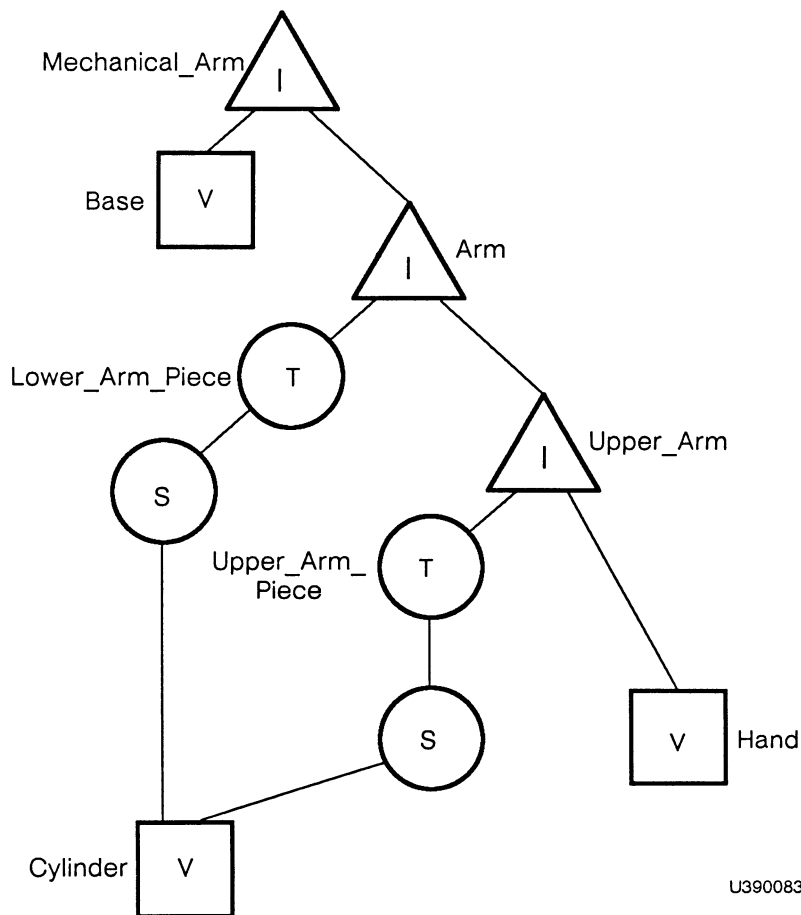 Mechanical_Arm
I
Base
V
I
Arm
Lower_Arm_Piece
T
I
Upper_Arm
S
Upper_Arm_
Piece
T
S
V
Hand
Cylinder
V
U390083